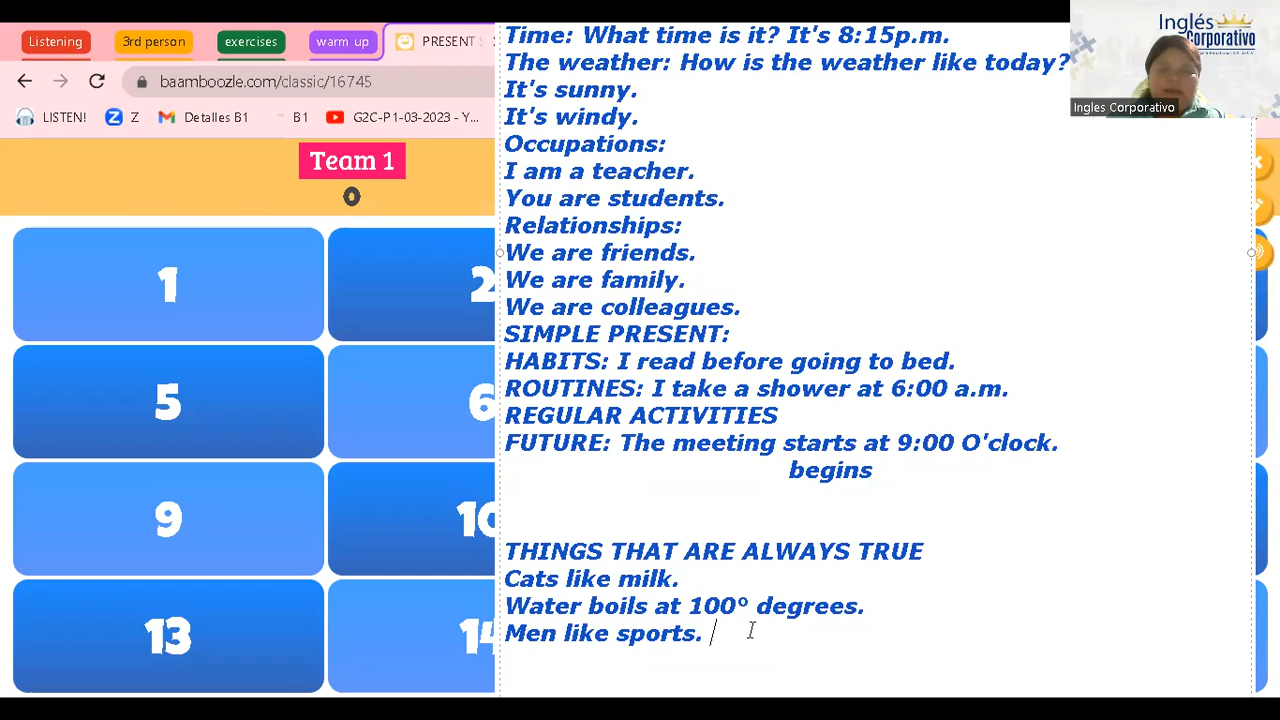 Listening
3rd person
exercises
warm up
PRESENT S
baamboozle.com/classic/16745
LISTEN!
Z
Detalles B1
B1
G2C-P1-03-2023 - Y...
Team 1
0
1
2
5
6
9
10
13
14
Time: What time is it? It's 8:15p.m.
The weather: How is the weather like today?
It's sunny.
It's windy.
Occupations:
I am a teacher.
You are students.
Relationships:
We are friends.
We are family.
We are colleagues.
SIMPLE PRESENT:
HABITS: I read before going to bed.
ROUTINES: I take a shower at 6:00 a.m.
REGULAR ACTIVITIES
FUTURE: The meeting starts at 9:00 O'clock.
begins
THINGS THAT ARE ALWAYS TRUE
Cats like milk.
Water boils at 100° degrees.
Men like sports.
Inglés
Corporativo
Ingles Corporativo